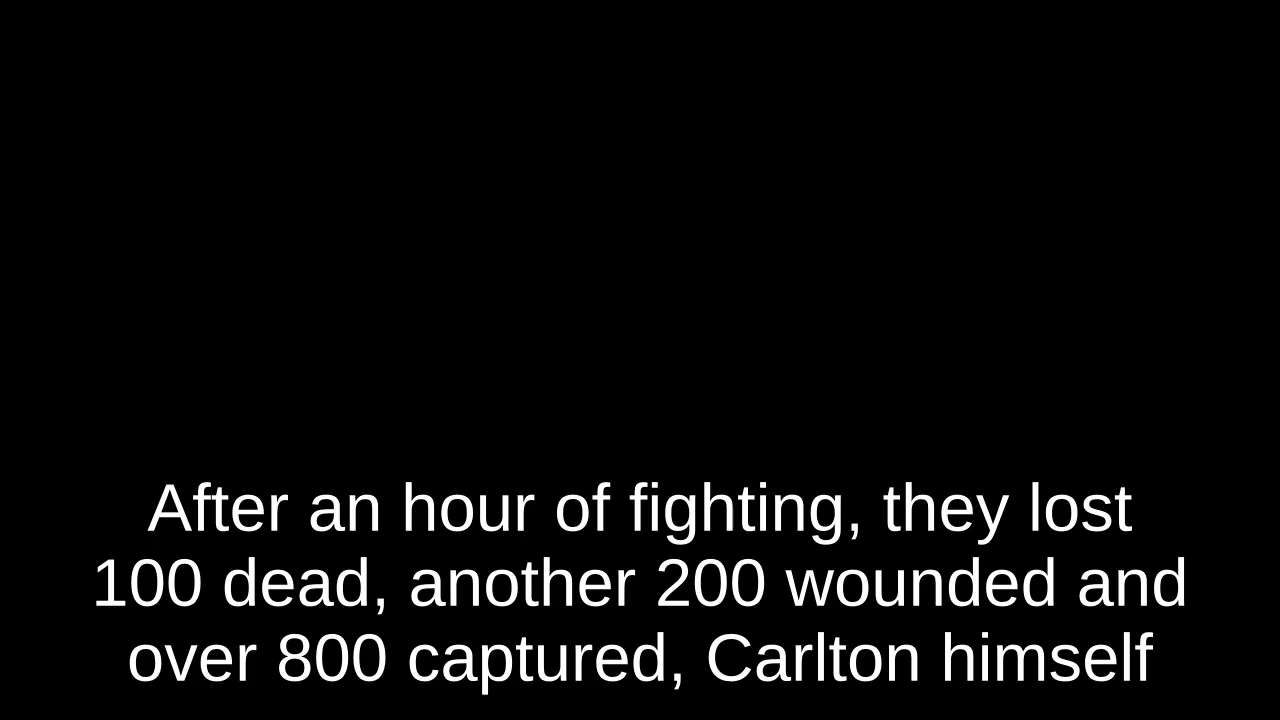 After an hour of fighting, they lost
100 dead, another 200 wounded and
over 800 captured, Carlton himself